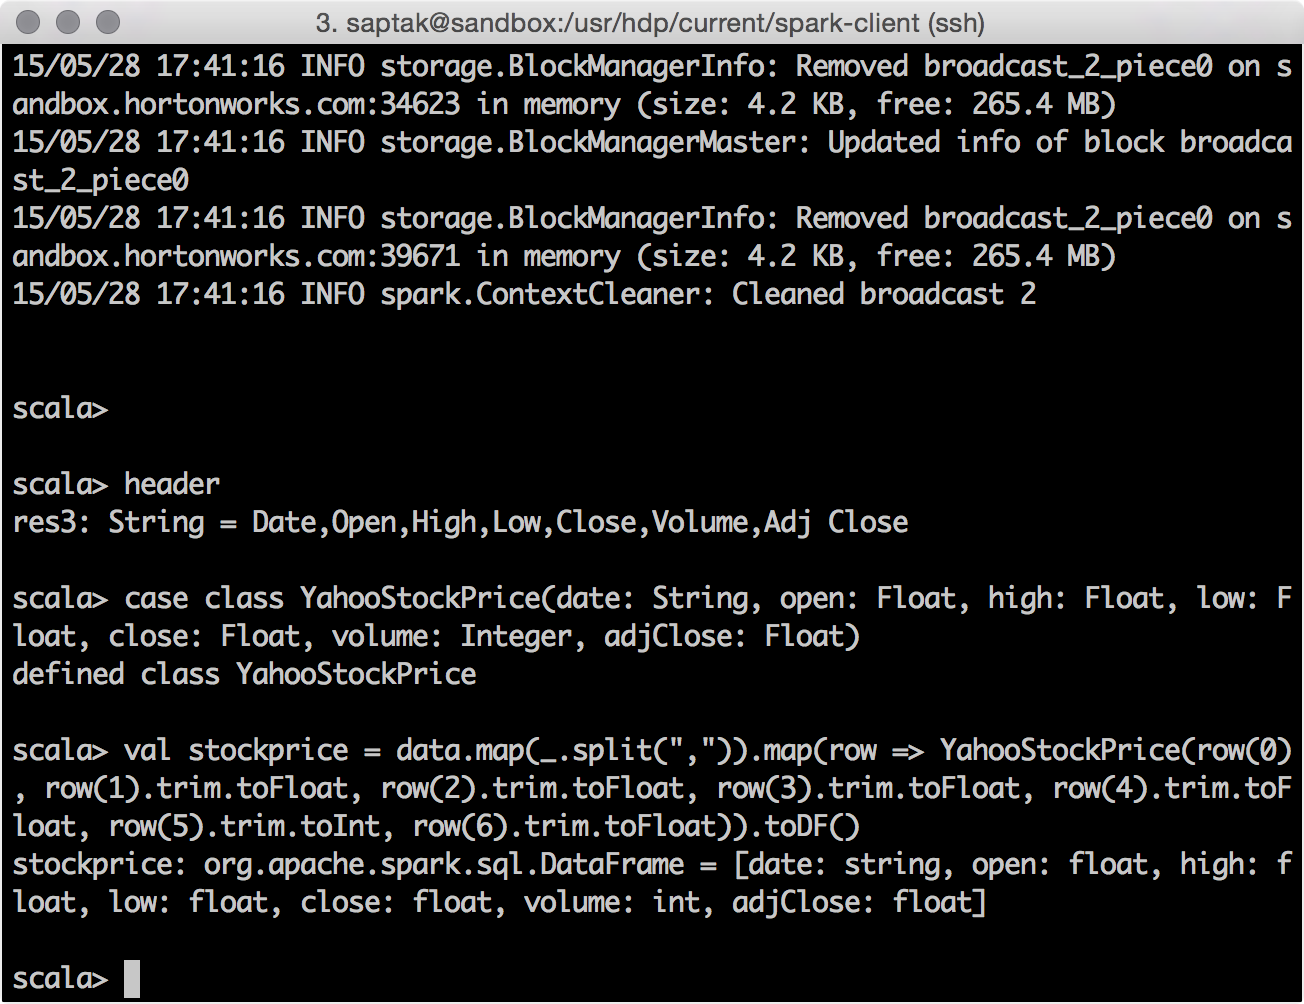 3. saptak@sandbox:/usr/hdp/current/spark-client (ssh)
15/05/28 17:41:16 INFO storage.BlockManagerInfo: Removed broadcast_2_piece0 on s
andbox.hortonworks.com:34623 in memory (size: 4.2 KB, free: 265.4 MB)
15/05/28 17:41:16 INFO storage.BlockManagerMaster: Updated info of block broadca
st_2_piece0
15/05/28 17:41:16 INFO storage.BlockManagerInfo: Removed broadcast_2_piece0 on s
andbox.hortonworks.com:39671 in memory (size: 4.2 KB, free: 265.4 MB)
15/05/28 17:41:16 INFO spark.ContextCleaner: Cleaned broadcast 2
scala>
scala> header
res3: String = Date,Open,High,Low,Close,Volume,Adj Close
scala> case class YahooStockPrice(date: String, open: Float, high: Float, low: F
loat, close: Float, volume: Integer, adjClose: Float)
defined class YahooStockPrice
scala> val stockprice = data.map(_.split(",")).map(row => YahooStockPrice(row(0)
, row(1).trim.toFloat, row(2).trim.toFloat, row(3).trim.toFloat, row(4).trim.toF
loat, row(5).trim.toInt, row(6).trim.toFloat)).toDF()
stockprice: org.apache.spark.sql.DataFrame = [date: string, open: float, high: f
loat, low: float, close: float, volume: int, adjClose: float]
scala>